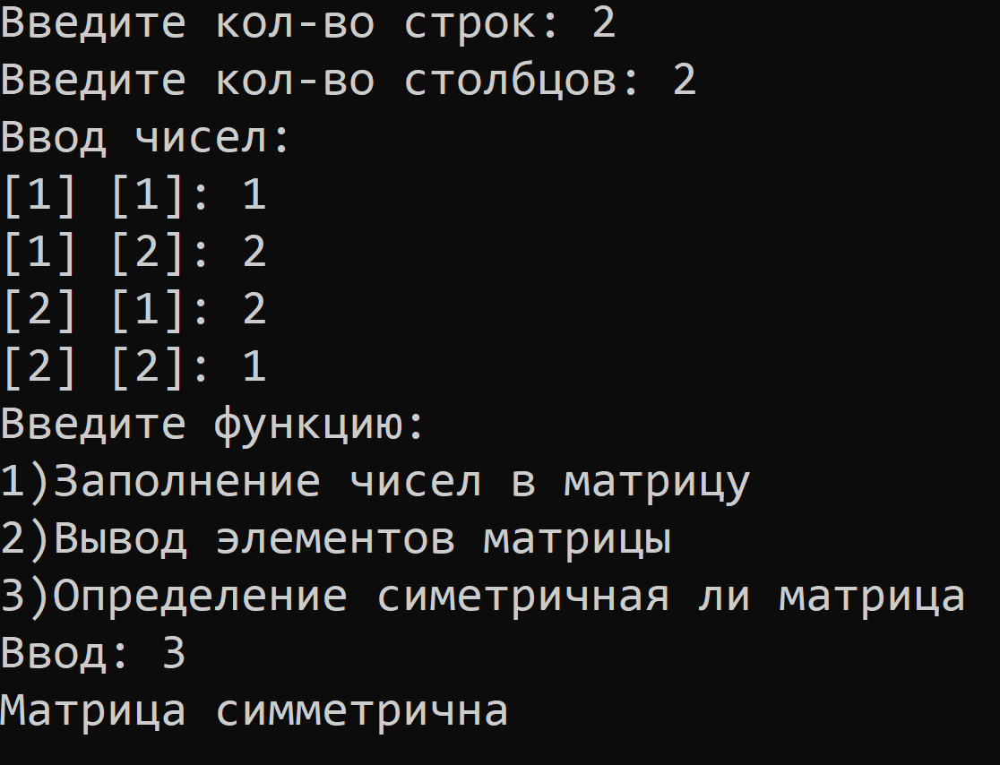 Введите кол-во строк: 2
Введите кол-во столбцов: 2
Ввод чисел:
[1] [1]: 1
[1] [2]: 2
[2] [1]: 2
[2] [2]: 1
Введите функцию:
1)Заполнение чисел в матрицу
2)Вывод элементов матрицы
3)Определение симетричная ли матрица
Ввод: 3
Матрица симметрична